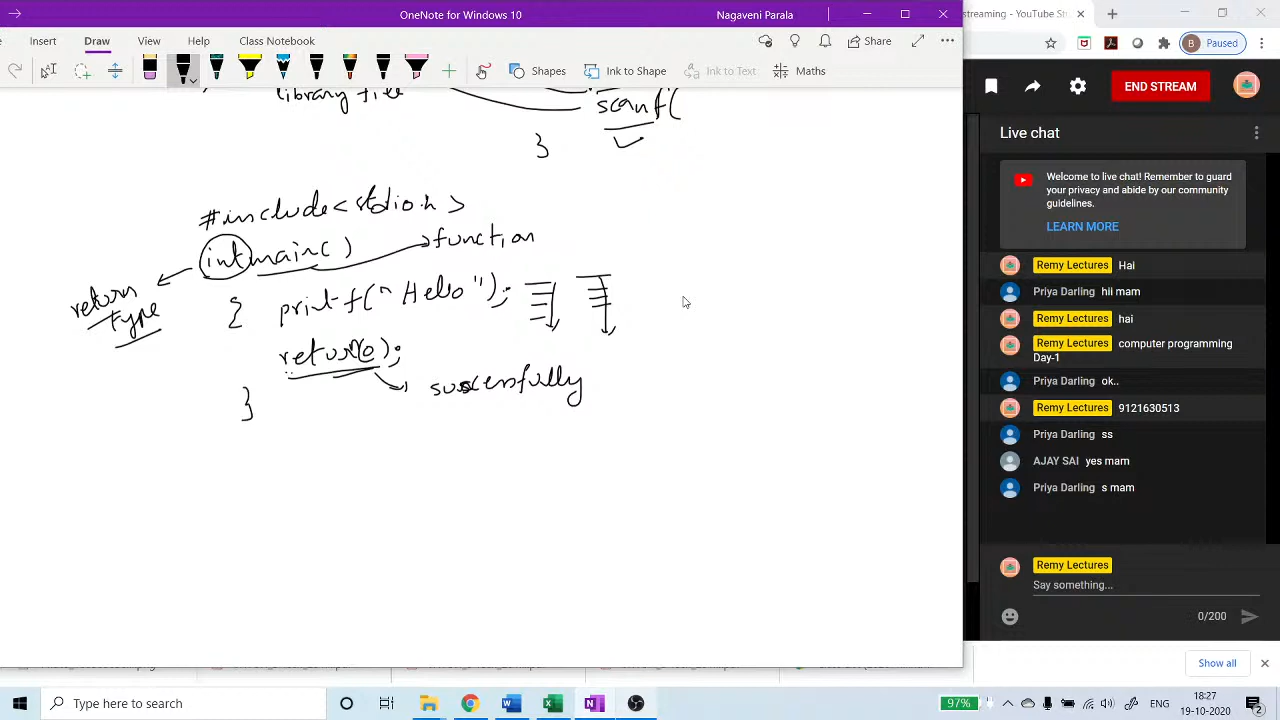 OneNote for Windows 10
Nagaveni Parala
streaming - YouTube St
Insert Draw View Help Class Notebook
Share
Shapes
Ink to Shape
Ink to Text
Maths
B Paused
END STREAM
library file
scanf(
}
#include<stdio.h>
int main( )
function
return
type
{ printf("Hello");
return(0);
successfully
}
Live chat
Welcome to live chat! Remember to guard
your privacy and abide by our community
guidelines.
LEARN MORE
Remy Lectures Hai
Priya Darling hii mam
Remy Lectures hai
Remy Lectures computer programming
Day-1
Priya Darling ok..
Remy Lectures 9121630513
Priya Darling ss
AJAY SAI yes mam
Priya Darling s mam
Remy Lectures
Say something...
0/200
Show all
Type here to search
97%
ENG
18:27
19-10-2020
2